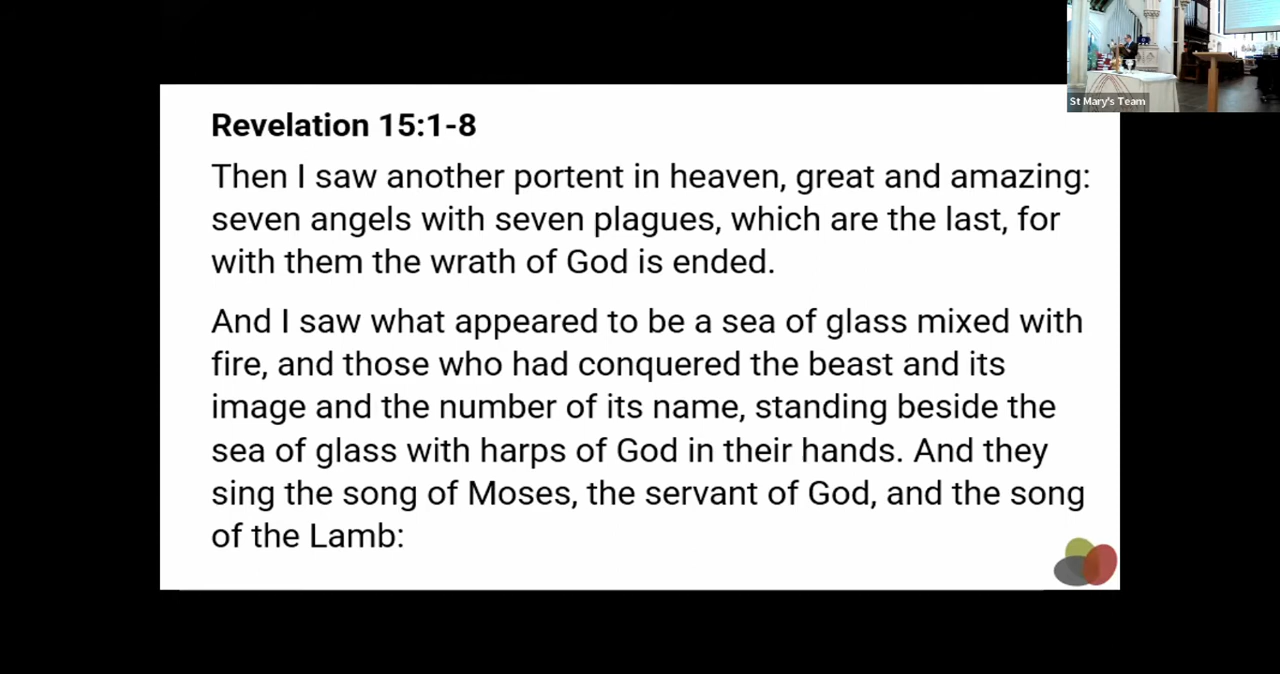 Revelation 15:1-8
Then I saw another portent in heaven, great and amazing:
seven angels with seven plagues, which are the last, for
with them the wrath of God is ended.
And I saw what appeared to be a sea of glass mixed with
fire, and those who had conquered the beast and its
image and the number of its name, standing beside the
sea of glass with harps of God in their hands. And they
sing the song of Moses, the servant of God, and the song
of the Lamb:
St Mary's Team